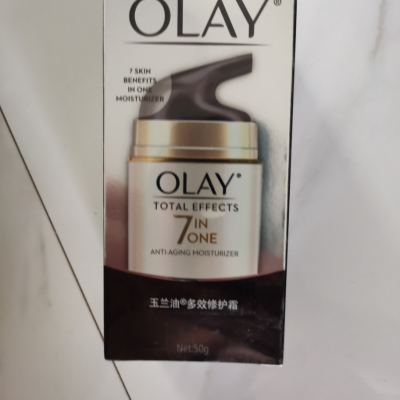 OLAY®
7 SKIN
BENEFITS
IN ONE
MOISTURIZER
OLAY®
TOTAL EFFECTS
7 IN
ONE
ANTI-AGING MOISTURIZER
玉兰油®多效修护霜
Net:50g